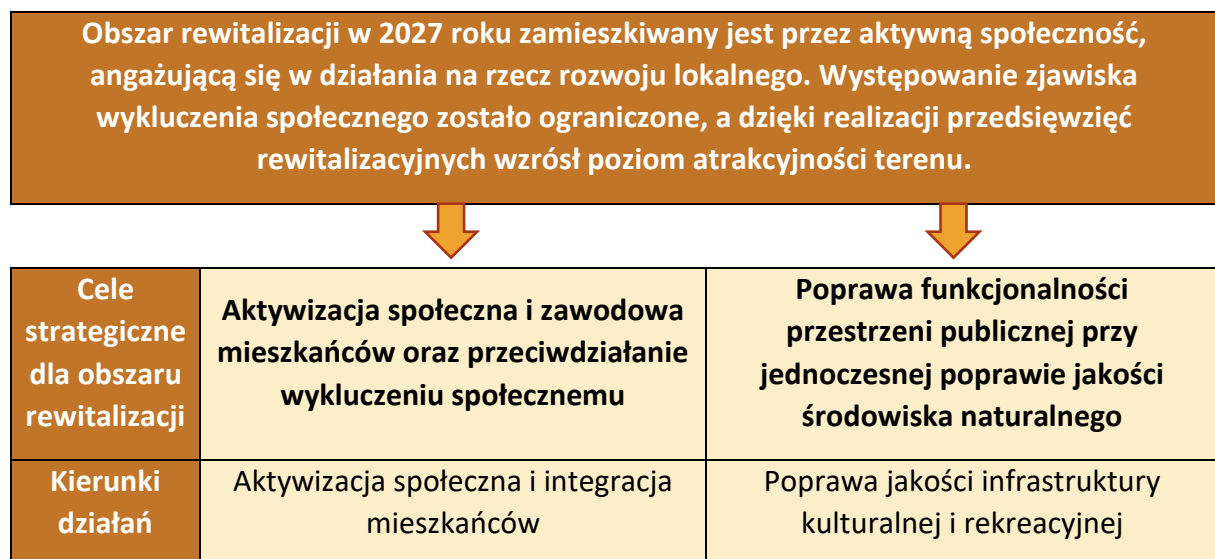 Obszar rewitalizacji w 2027 roku zamieszkiwany jest przez aktywną społeczność,
angażującą się w działania na rzecz rozwoju lokalnego. Występowanie zjawiska
wykluczenia społecznego zostało ograniczone, a dzięki realizacji przedsięwzięć
rewitalizacyjnych wzrósł poziom atrakcyjności terenu.
Cele
strategiczne
dla obszaru
rewitalizacji
Aktywizacja społeczna i zawodowa
mieszkańców oraz przeciwdziałanie
wykluczeniu społecznemu
Poprawa funkcjonalności
przestrzeni publicznej przy
jednoczesnej poprawie jakości
środowiska naturalnego
Kierunki
działań
Aktywizacja społeczna i integracja
mieszkańców
Poprawa jakości infrastruktury
kulturalnej i rekreacyjnej